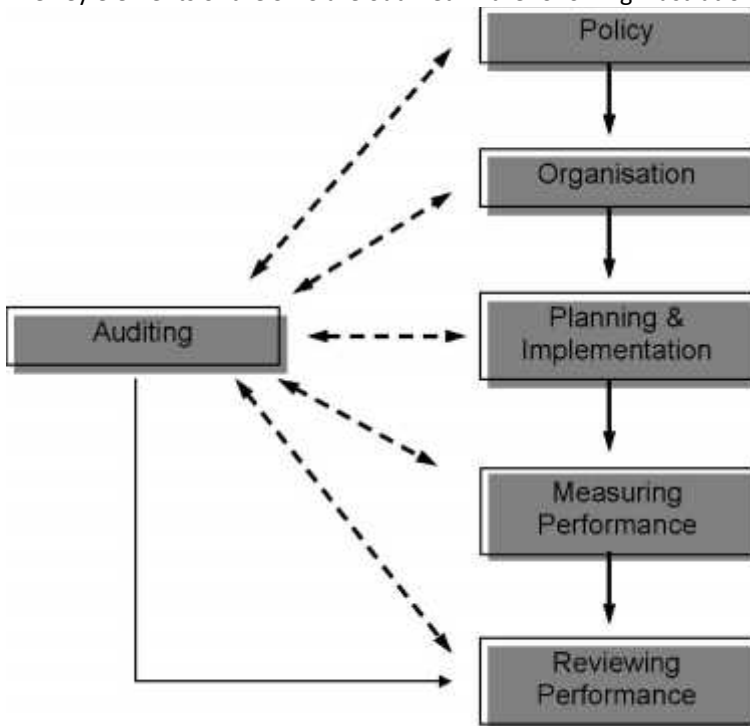 Policy
Organisation
Auditing
Planning &
Implementation
Measuring
Performance
Reviewing
Performance